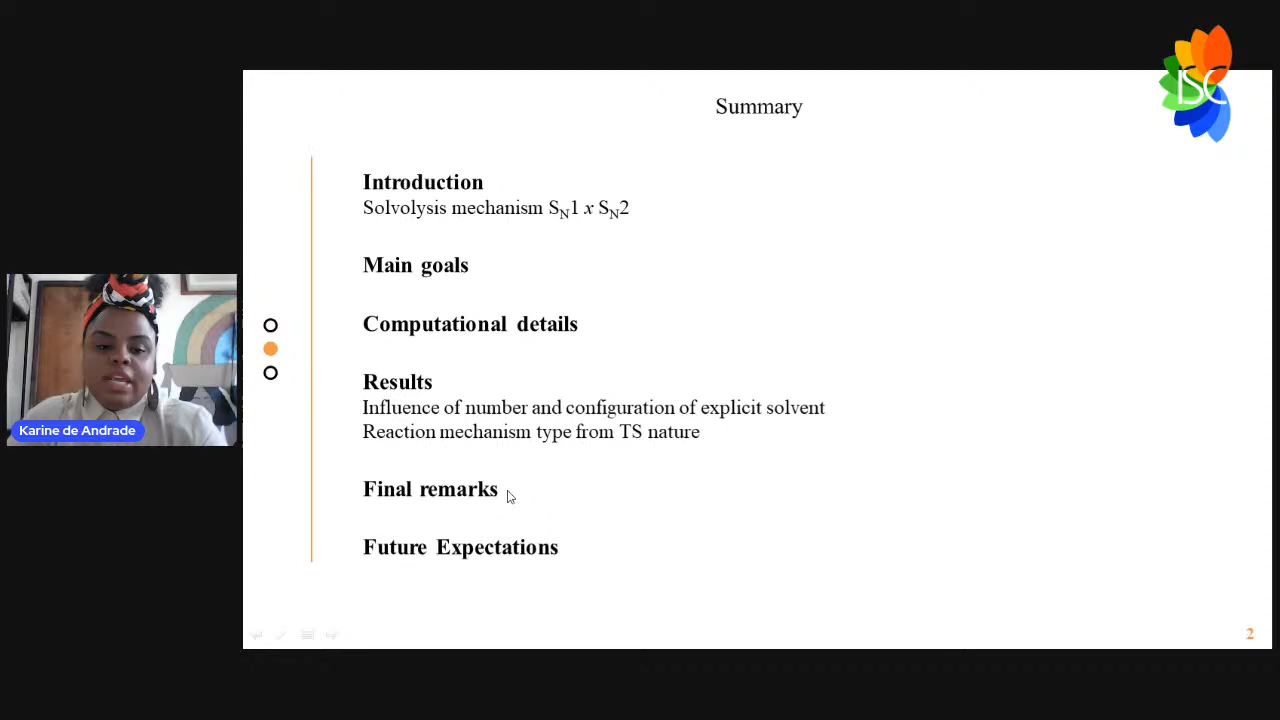 ISC
Summary
Introduction
Solvolysis mechanism SN1 x SN2
Main goals
Computational details
Results
Influence of number and configuration of explicit solvent
Reaction mechanism type from TS nature
Final remarks
Future Expectations
Karine de Andrade
2